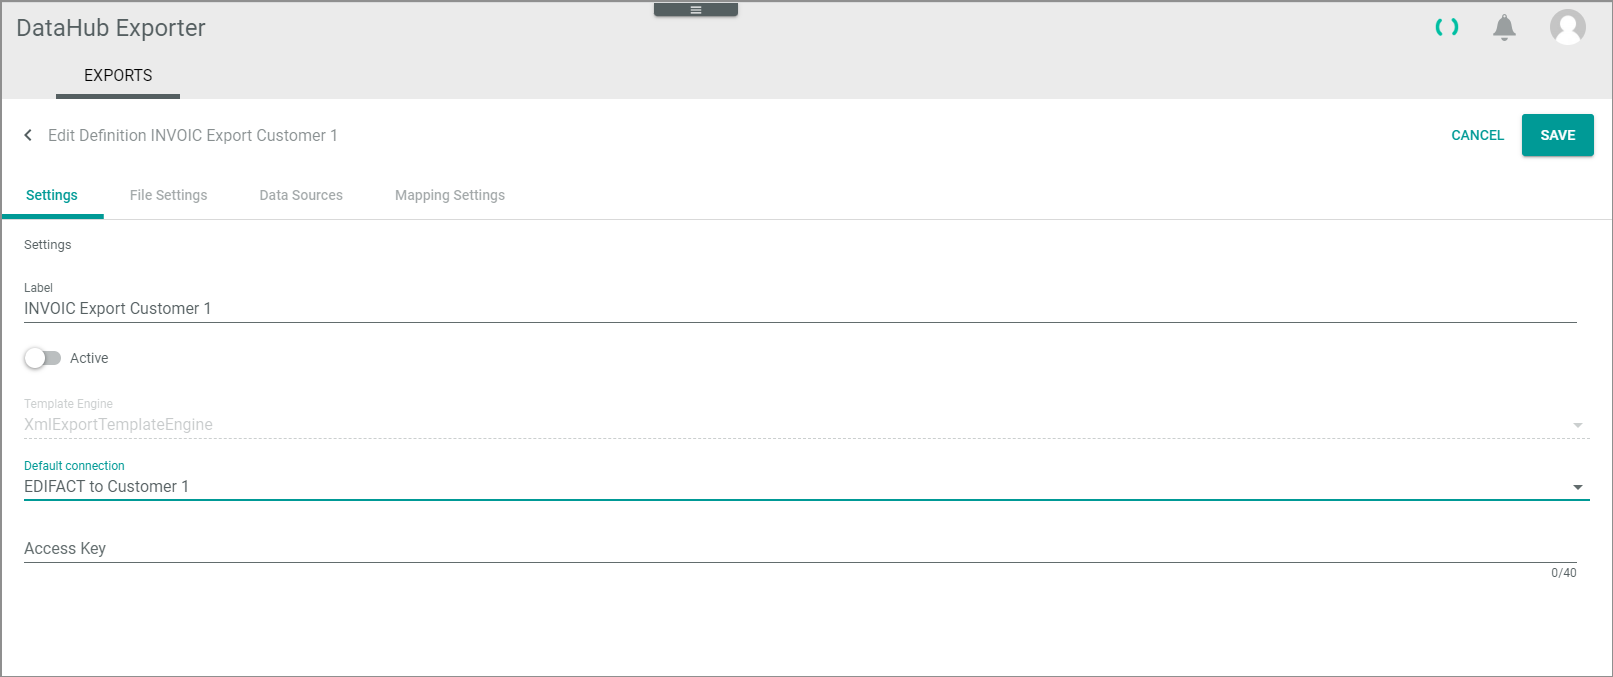 DataHub Exporter
EXPORTS
Edit Definition INVOIC Export Customer 1
CANCEL
SAVE
Settings
File Settings
Data Sources
Mapping Settings
Settings
Label
INVOIC Export Customer 1
Active
Template Engine
XmlExportTemplateEngine
Default connection
EDIFACT to Customer 1
Access Key
0/40